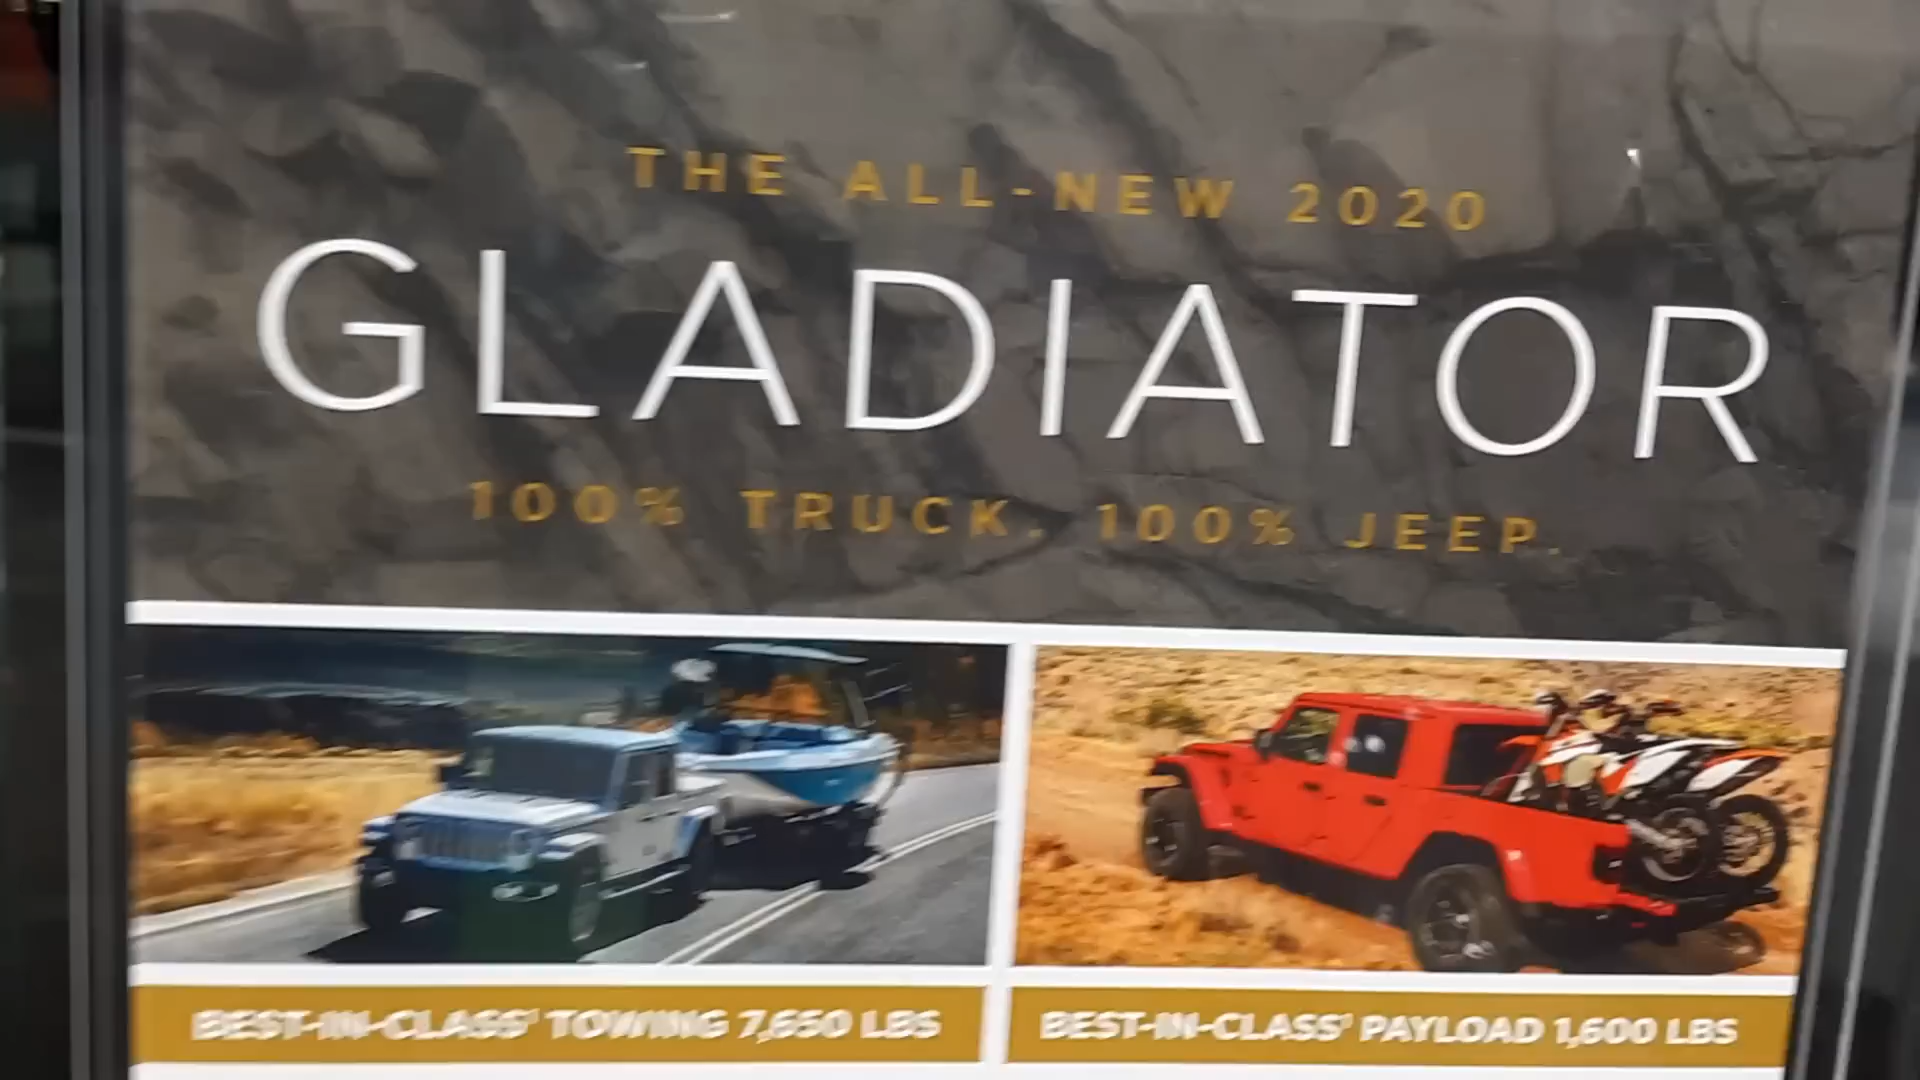 THE ALL-NEW 2020
GLADIATOR
100% TRUCK. 100% JEEP.
BEST-IN-CLASS' TOWING 7,650 LBS
BEST-IN-CLASS' PAYLOAD 1,600 LBS